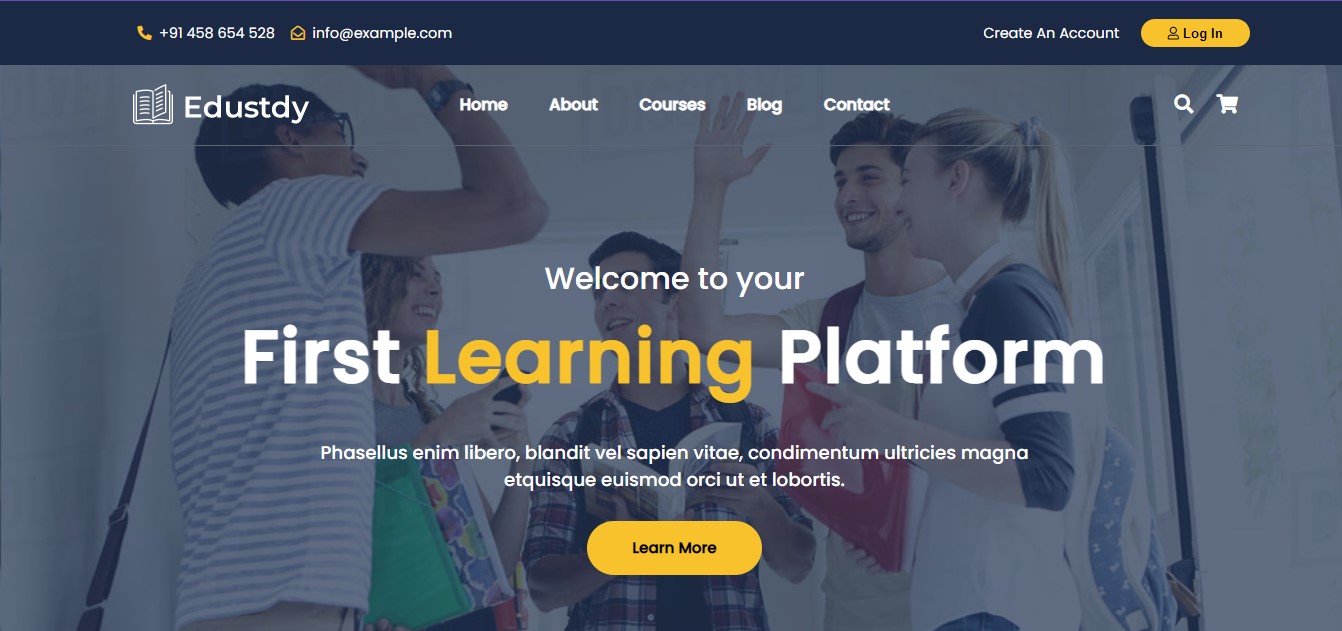 +91 458 654 528 info@example.com Create An Account Log In
Edustdy Home About Courses Blog Contact
Welcome to your
First Learning Platform
Phasellus enim libero, blandit vel sapien vitae, condimentum ultricies magna
etquisque euismod orci ut et lobortis.
Learn More